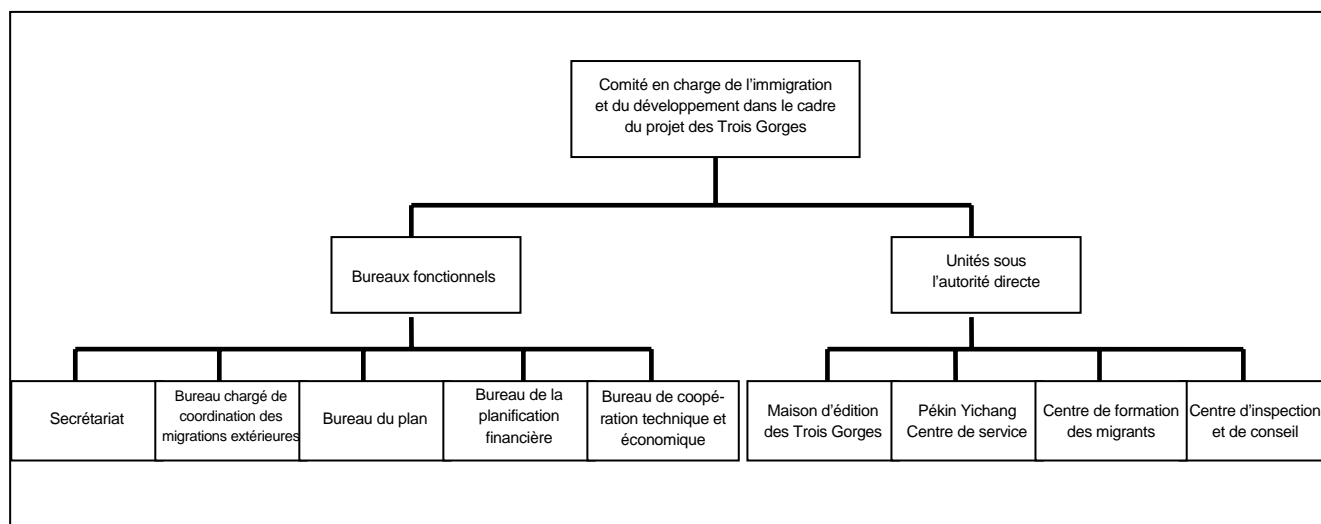 Comité en charge de l'immigration
et du développement dans le cadre
du projet des Trois Gorges
Bureaux fonctionnels
Unités sous
l'autorité directe
Secrétariat
Bureau chargé de
coordination des
migrations extérieures
Bureau du plan
Bureau de la
planification
financière
Bureau de coopé-
ration technique et
économique
Maison d'édition
des Trois Gorges
Pékin Yichang
Centre de service
Centre de formation
des migrants
Centre d'inspection
et de conseil